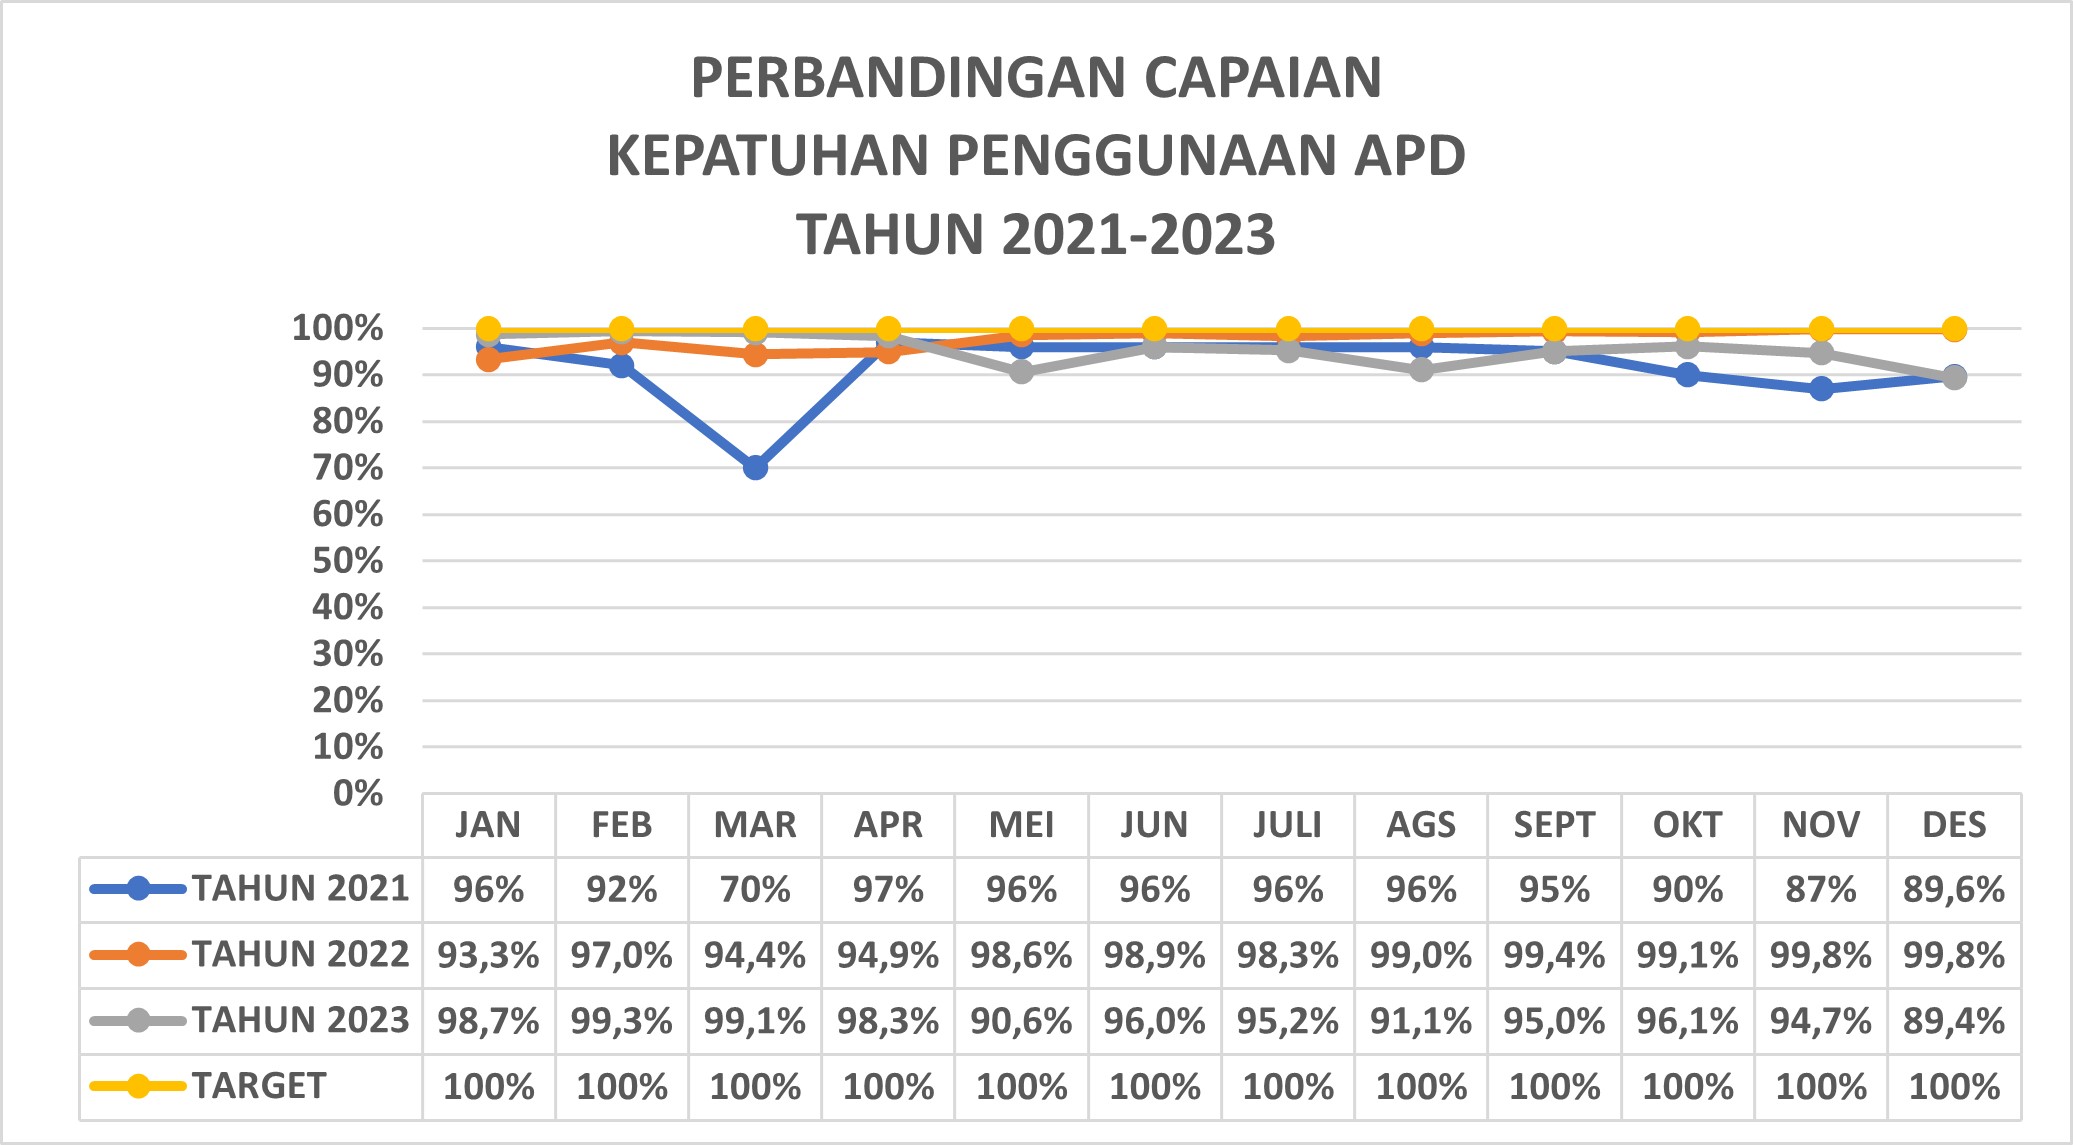 PERBANDINGAN CAPAIAN
KEPATUHAN PENGGUNAAN APD
TAHUN 2021-2023
100%
90%
80%
70%
60%
50%
40%
30%
20%
10%
0%
JAN FEB MAR APR MEI JUN JULI AGS SEPT OKT NOV DES
TAHUN 2021 96% 92% 70% 97% 96% 96% 96% 96% 95% 90% 87% 89,6%
TAHUN 2022 93,3% 97,0% 94,4% 94,9% 98,6% 98,9% 98,3% 99,0% 99,4% 99,1% 99,8% 99,8%
TAHUN 2023 98,7% 99,3% 99,1% 98,3% 90,6% 96,0% 95,2% 91,1% 95,0% 96,1% 94,7% 89,4%
TARGET 100% 100% 100% 100% 100% 100% 100% 100% 100% 100% 100% 100%